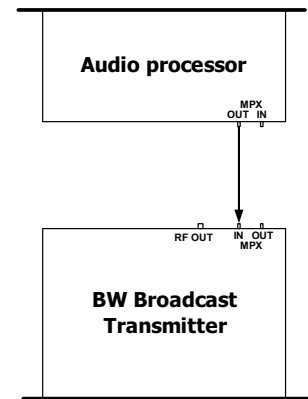 Audio processor
MPX
OUT IN
RF OUT IN OUT
MPX
BW Broadcast
Transmitter